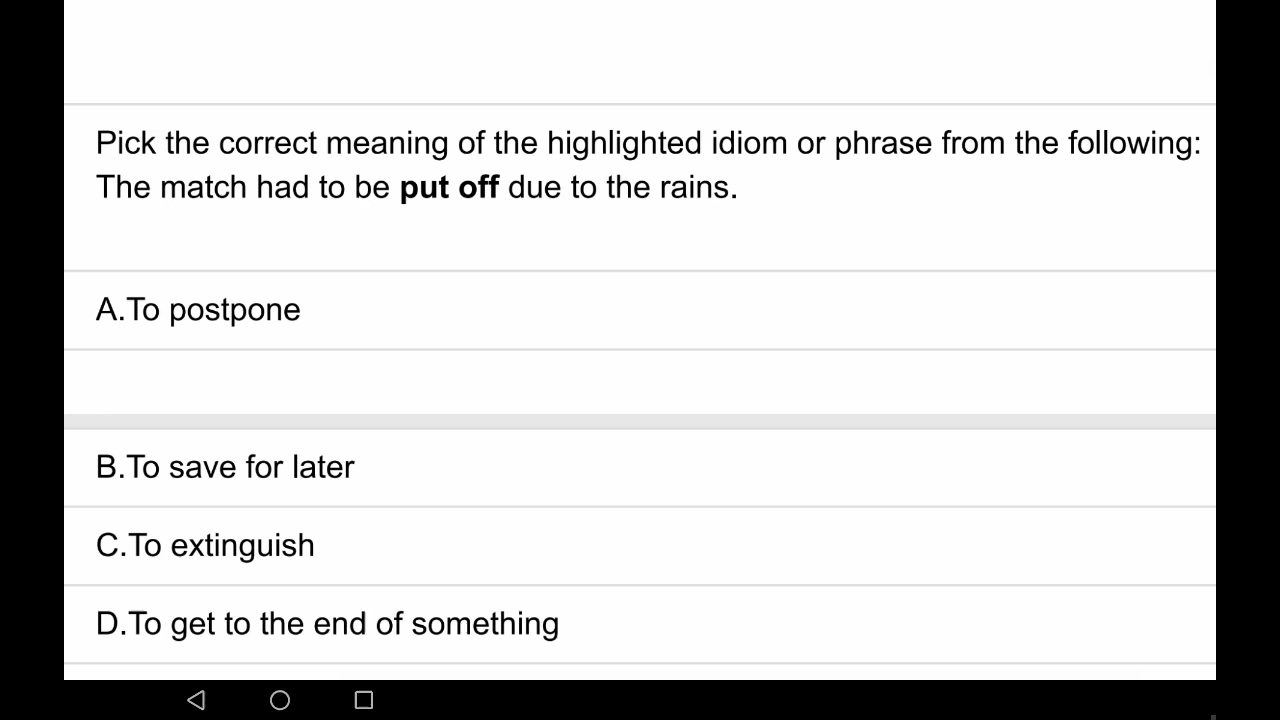 Pick the correct meaning of the highlighted idiom or phrase from the following:
The match had to be put off due to the rains.
A.To postpone
B.To save for later
C.To extinguish
D.To get to the end of something